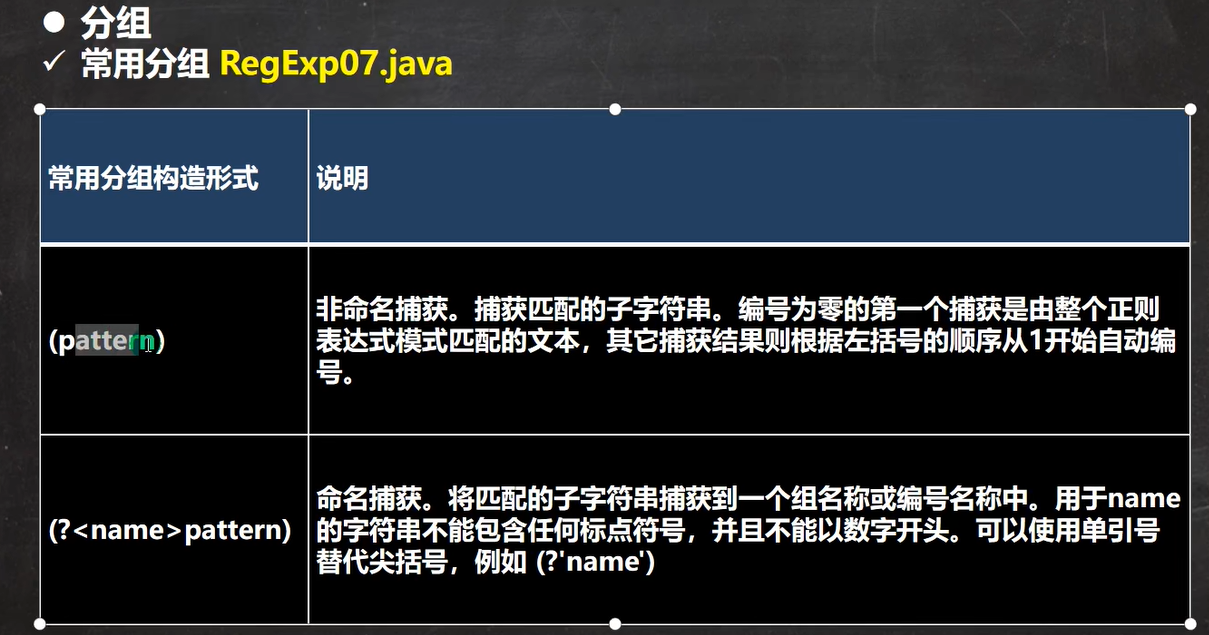 分组
常用分组 RegExp07.java
常用分组构造形式
说明
(pattern)
非命名捕获。捕获匹配的子字符串。编号为零的第一个捕获是由整个正则
表达式模式匹配的文本，其它捕获结果则根据左括号的顺序从1开始自动编
号。
(?<name>pattern)
命名捕获。将匹配的子字符串捕获到一个组名称或编号名称中。用于name
的字符串不能包含任何标点符号，并且不能以数字开头。可以使用单引号
替代尖括号，例如 (?'name')